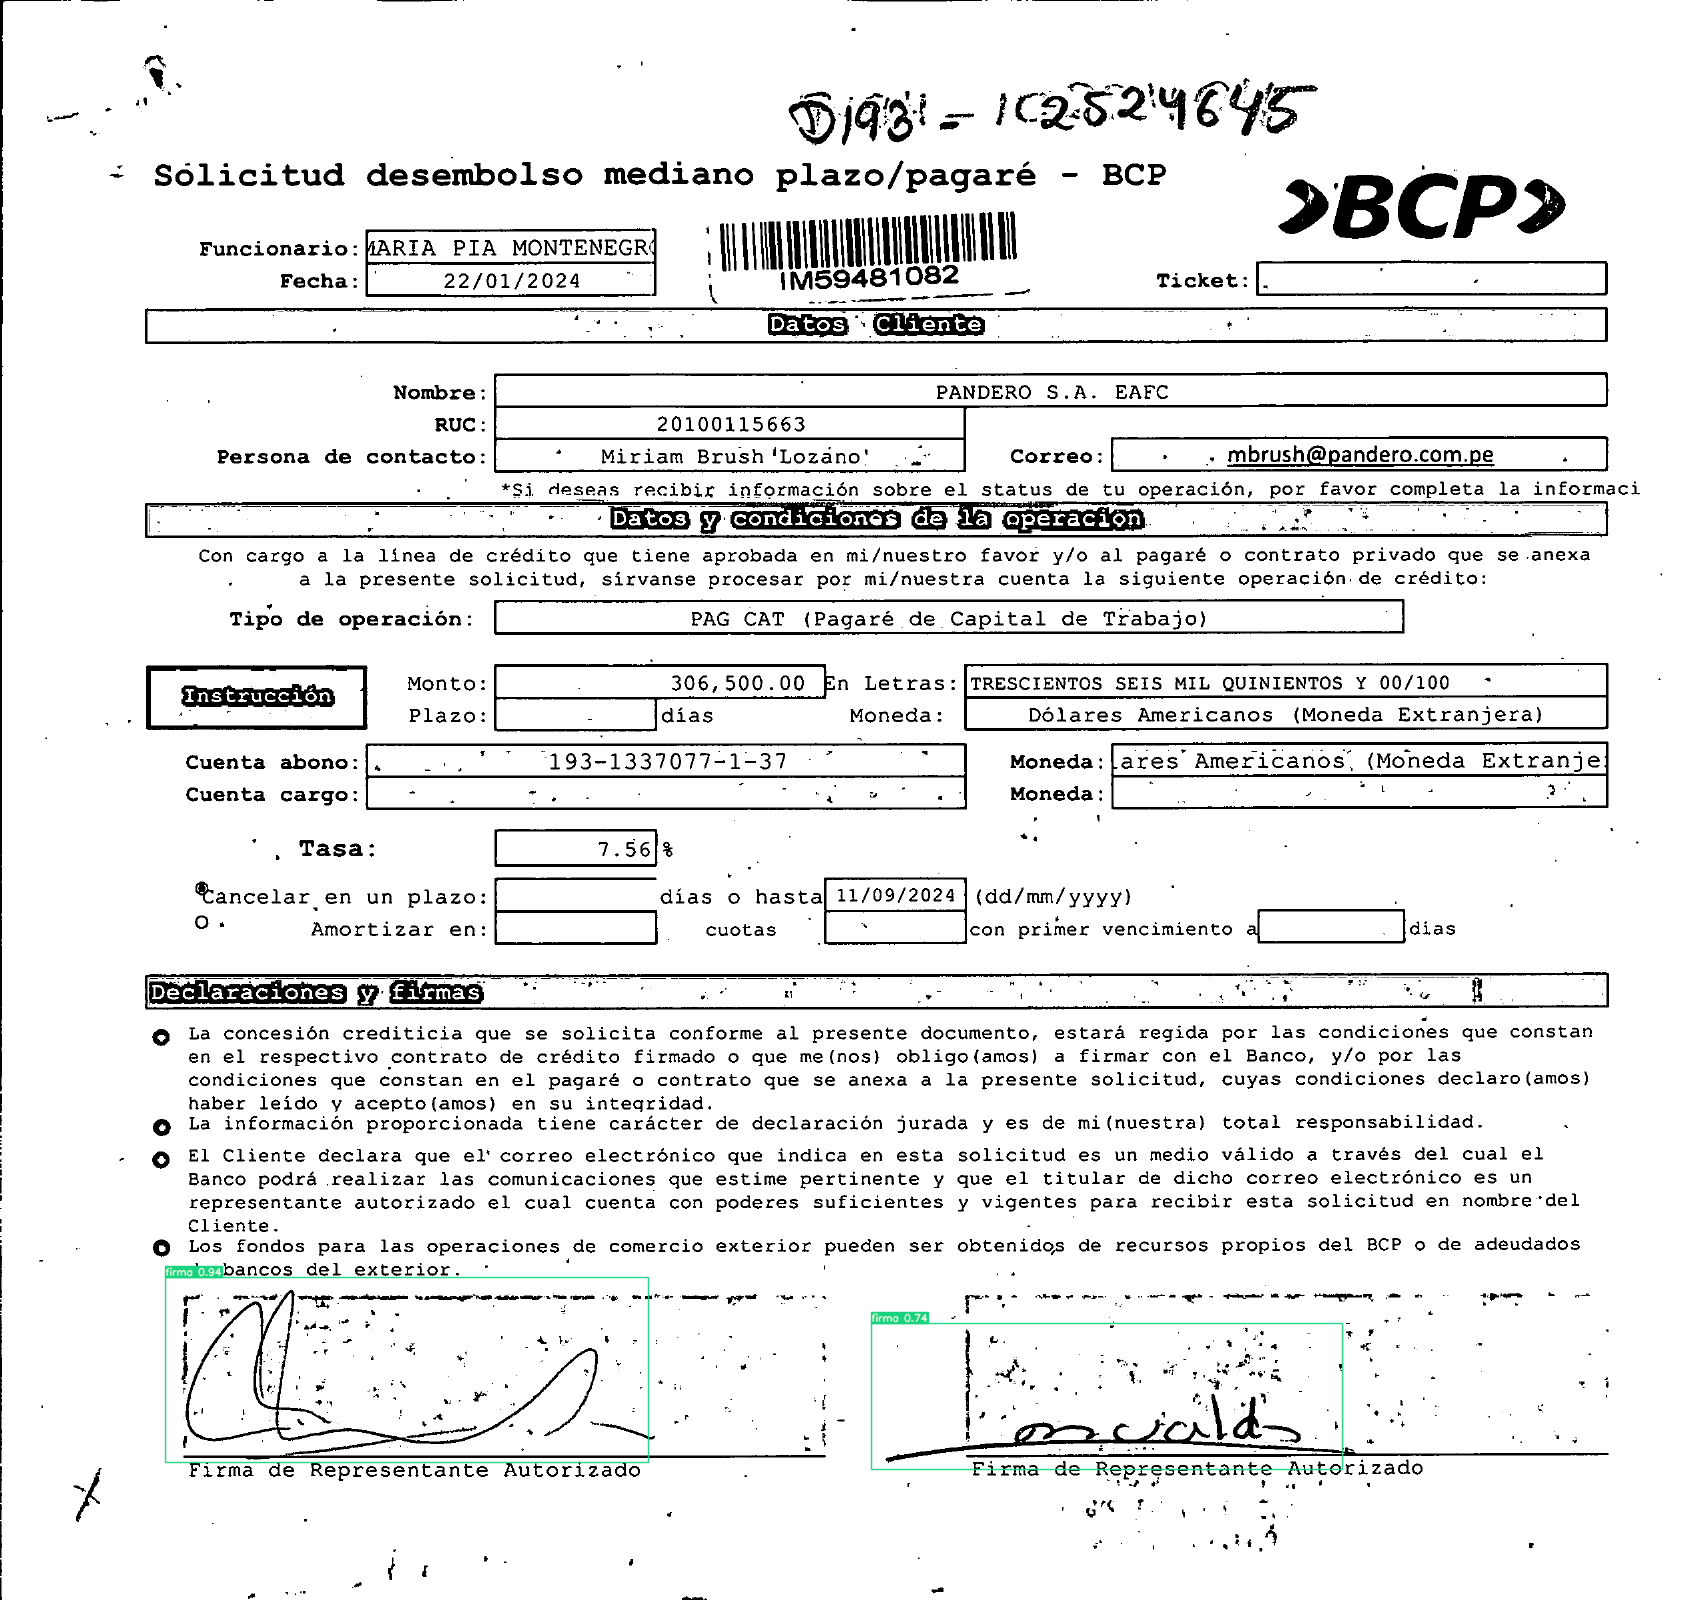 D193 - 102524645
Solicitud desembolso mediano plazo/pagaré - BCP
»BCP»
Funcionario: MARIA PIA MONTENEGRO
IM59481082
Fecha: 22/01/2024
Ticket:
Datos Cliente
Nombre: PANDERO S.A. EAFC
RUC: 20100115663
Persona de contacto: Miriam Brush Lozano
Correo: mbrush@pandero.com.pe
*Si deseas recibir información sobre el status de tu operación, por favor completa la informaci
Datos y condiciones de la operación
Con cargo a la línea de crédito que tiene aprobada en mi/nuestro favor y/o al pagaré o contrato privado que se anexa
a la presente solicitud, sírvanse procesar por mi/nuestra cuenta la siguiente operación de crédito:
Tipo de operación: PAG CAT (Pagaré de Capital de Trabajo)
Instrucción
Monto: 306,500.00 En Letras: TRESCIENTOS SEIS MIL QUINIENTOS Y 00/100
Plazo: días Moneda: Dólares Americanos (Moneda Extranjera)
Cuenta abono: 193-1337077-1-37 Moneda: lares Americanos (Moneda Extranje
Cuenta cargo: Moneda:
Tasa: 7.56 %
Cancelar en un plazo: días o hasta 11/09/2024 (dd/mm/yyyy)
Amortizar en: cuotas con primer vencimiento a días
Declaraciones y firmas
La concesión crediticia que se solicita conforme al presente documento, estará regida por las condiciones que constan
en el respectivo contrato de crédito firmado o que me(nos) obligo(amos) a firmar con el Banco, y/o por las
condiciones que constan en el pagaré o contrato que se anexa a la presente solicitud, cuyas condiciones declaro(amos)
haber leído y acepto(amos) en su integridad.
La información proporcionada tiene carácter de declaración jurada y es de mi(nuestra) total responsabilidad.
El Cliente declara que el correo electrónico que indica en esta solicitud es un medio válido a través del cual el
Banco podrá realizar las comunicaciones que estime pertinente y que el titular de dicho correo electrónico es un
representante autorizado el cual cuenta con poderes suficientes y vigentes para recibir esta solicitud en nombre del
Cliente.
Los fondos para las operaciones de comercio exterior pueden ser obtenidos de recursos propios del BCP o de adeudados
bancos del exterior.
firma 0.94
firma 0.74
Firma de Representante Autorizado
Firma de Representante Autorizado